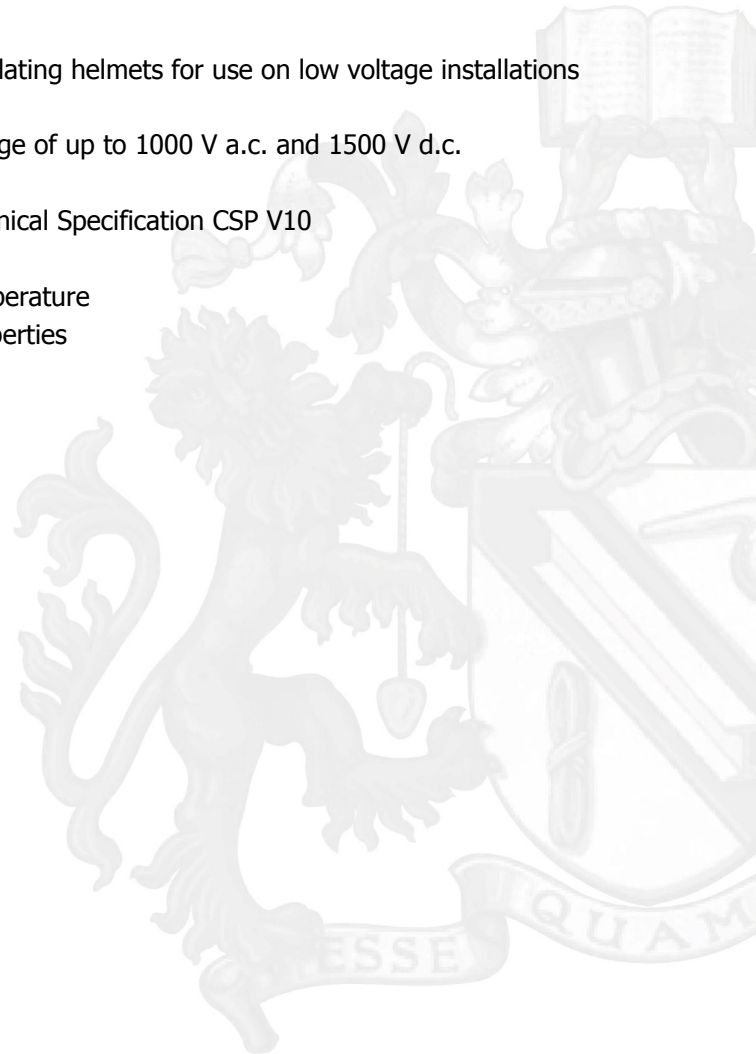 lating helmets for use on low voltage installations
ge of up to 1000 V a.c. and 1500 V d.c.
nical Specification CSP V10
perature
perties
ESSE
QUAM